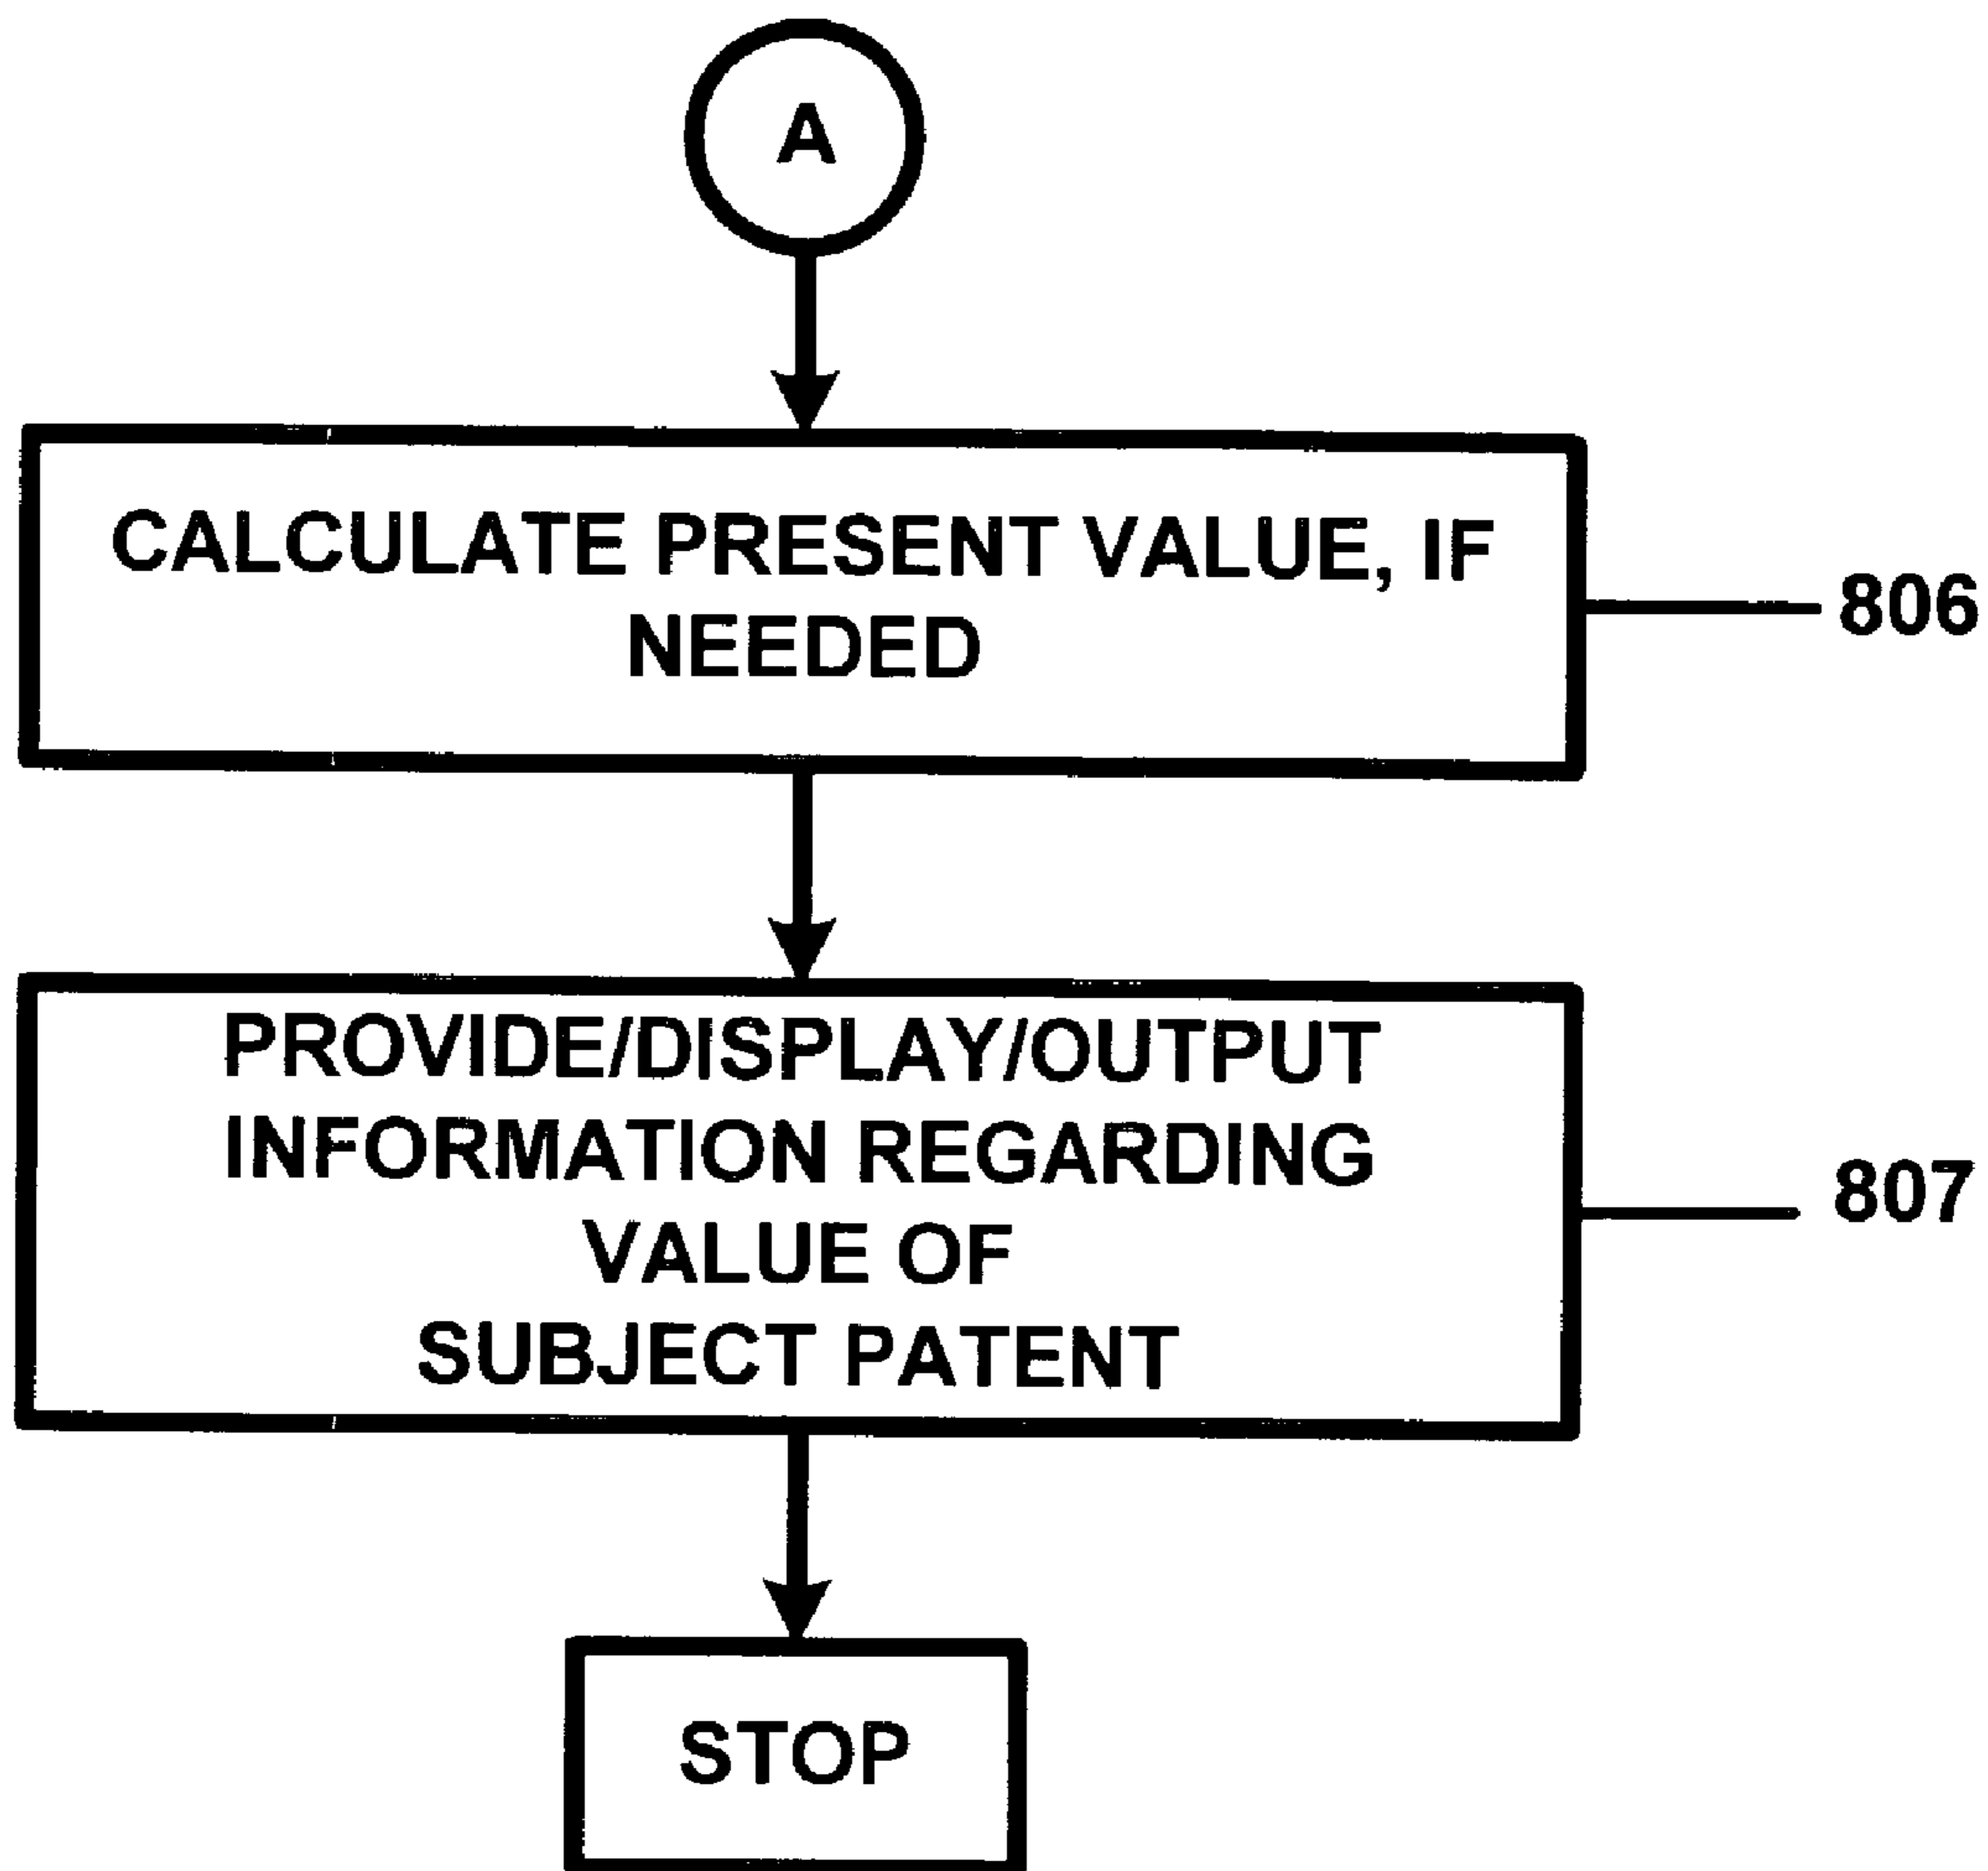 A
CALCULATE PRESENT VALUE, IF
NEEDED
806
PROVIDE/DISPLAY/OUTPUT
INFORMATION REGARDING
VALUE OF
SUBJECT PATENT
807
STOP